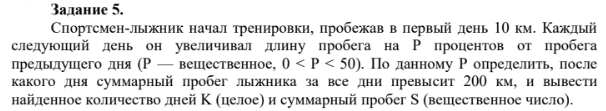 Задание 5.
Спортсмен-лыжник начал тренировки, пробежав в первый день 10 км. Каждый
следующий день он увеличивал длину пробега на Р процентов от пробега
предыдущего дня (Р — вещественное, 0 < Р < 50). По данному Р определить, после
какого дня суммарный пробег лыжника за все дни превысит 200 км, и вывести
найденное количество дней К (целое) и суммарный пробег S (вещественное число).